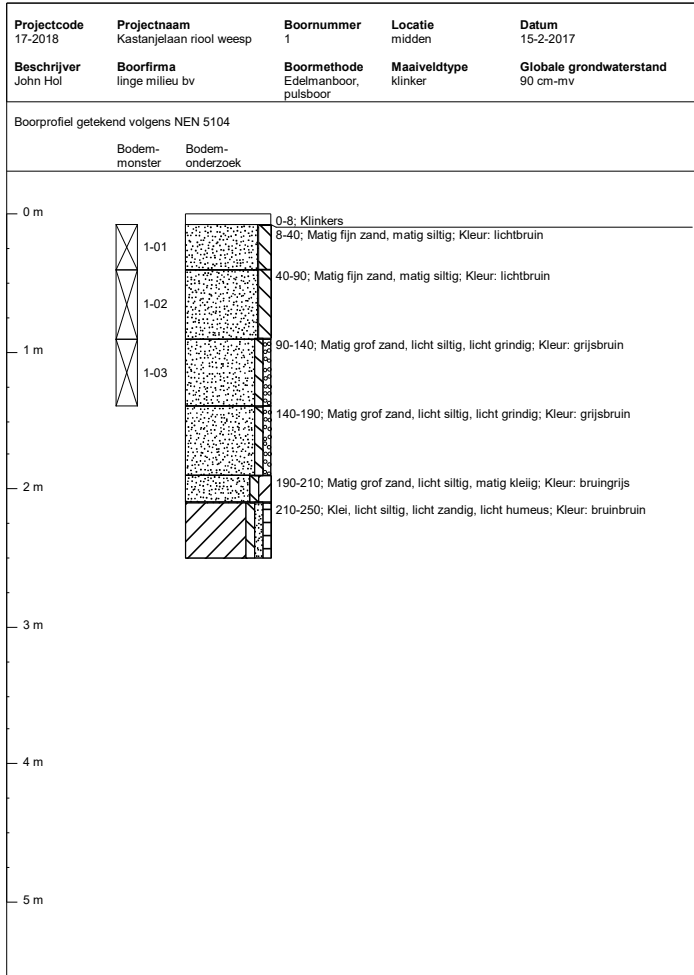 Projectcode Projectnaam Boornummer Locatie Datum
17-2018 Kastanjelaan riool weesp 1 midden 15-2-2017
Beschrijver Boorfirma Boormethode Maaiveldtype Globale grondwaterstand
John Hol linge milieu bv Edelmanboor, klinker 90 cm-mv
pulsboor
Boorprofiel getekend volgens NEN 5104
Bodem- Bodem-
monster onderzoek
0 m
0-8; Klinkers
8-40; Matig fijn zand, matig siltig; Kleur: lichtbruin
1-01
40-90; Matig fijn zand, matig siltig; Kleur: lichtbruin
1-02
1 m
90-140; Matig grof zand, licht siltig, licht grindig; Kleur: grijsbruin
1-03
140-190; Matig grof zand, licht siltig, licht grindig; Kleur: grijsbruin
2 m
190-210; Matig grof zand, licht siltig, matig kleiig; Kleur: bruingrijs
210-250; Klei, licht siltig, licht zandig, licht humeus; Kleur: bruinbruin
3 m
4 m
5 m